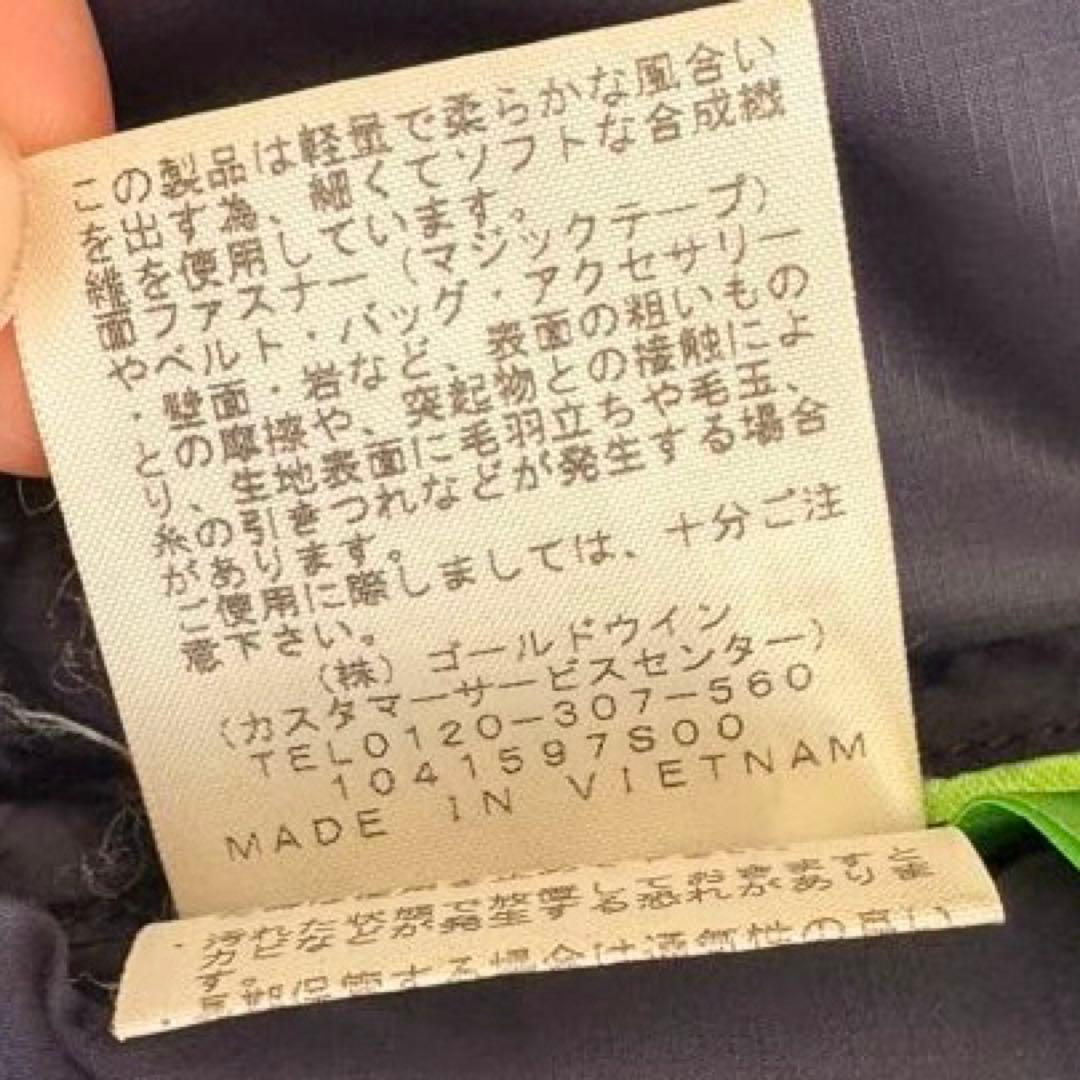 この製品は軽量で柔らかな風合い
を出す為、細くてソフトな合成繊
維を使用しています。
面ファスナー（マジックテープ）
や・ベルト・バッグ・アクセサリー
・壁面・岩など、表面の粗いもの
との摩擦や、突起物との接触によ
り、生地表面に毛羽立ちや毛玉、
糸の引きつれなどが発生する場合
があります。
ご使用に際しましては、十分ご注
意下さい。
（株）ゴールドウイン
（カスタマーサービスセンター）
TEL0120-307-560
1041597S00
MADE IN VIETNAM